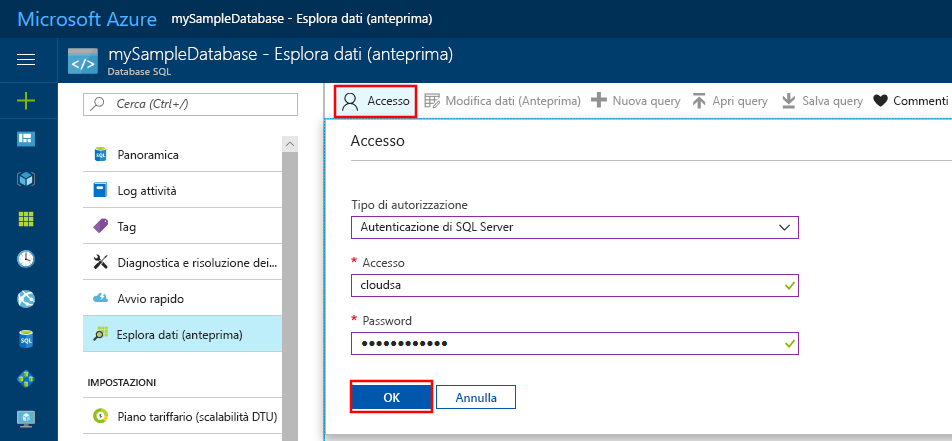 Microsoft Azure mySampleDatabase - Esplora dati (anteprima)
mySampleDatabase - Esplora dati (anteprima)
Database SQL
Cerca (Ctrl+/)
Panoramica
Log attività
Tag
Diagnostica e risoluzione dei...
Avvio rapido
Esplora dati (anteprima)
IMPOSTAZIONI
Piano tariffario (scalabilità DTU)
Accesso Modifica dati (Anteprima) Nuova query Apri query Salva query Commenti
Accesso
Tipo di autorizzazione
Autenticazione di SQL Server
* Accesso
cloudsa
* Password
••••••••••••
OK Annulla